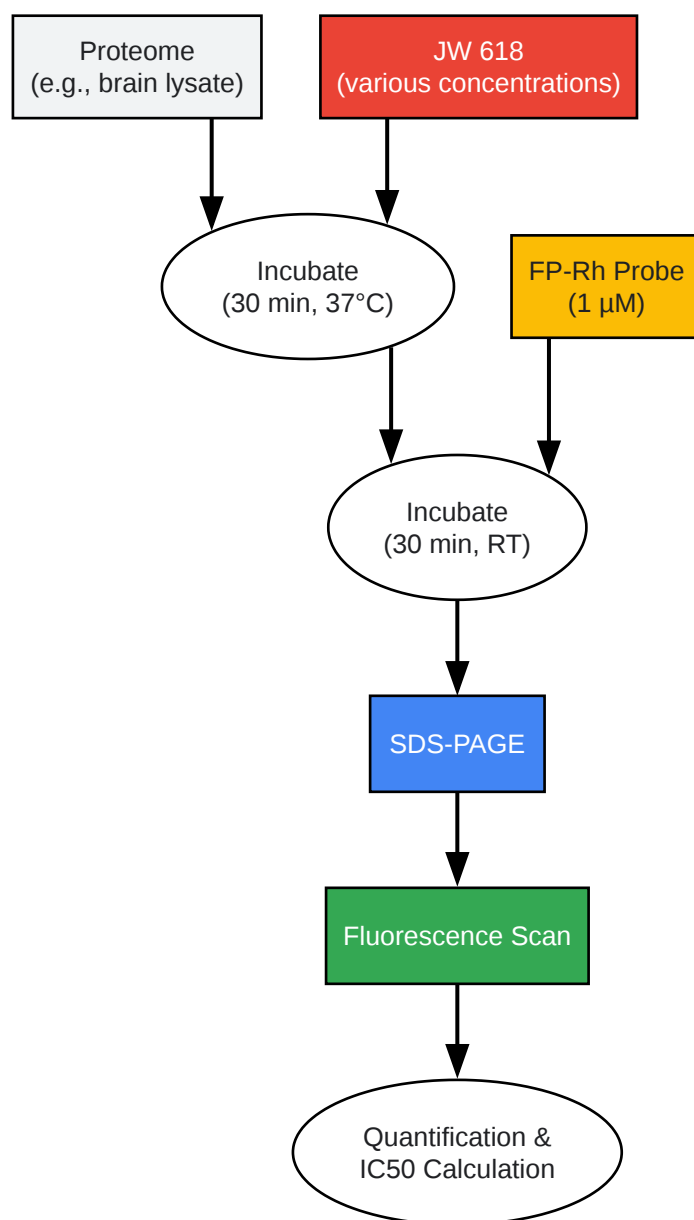 Proteome
(e.g., brain lysate)
JW 618
(various concentrations)
Incubate
(30 min, 37°C)
FP-Rh Probe
(1 µM)
Incubate
(30 min, RT)
SDS-PAGE
Fluorescence Scan
Quantification &
IC50 Calculation